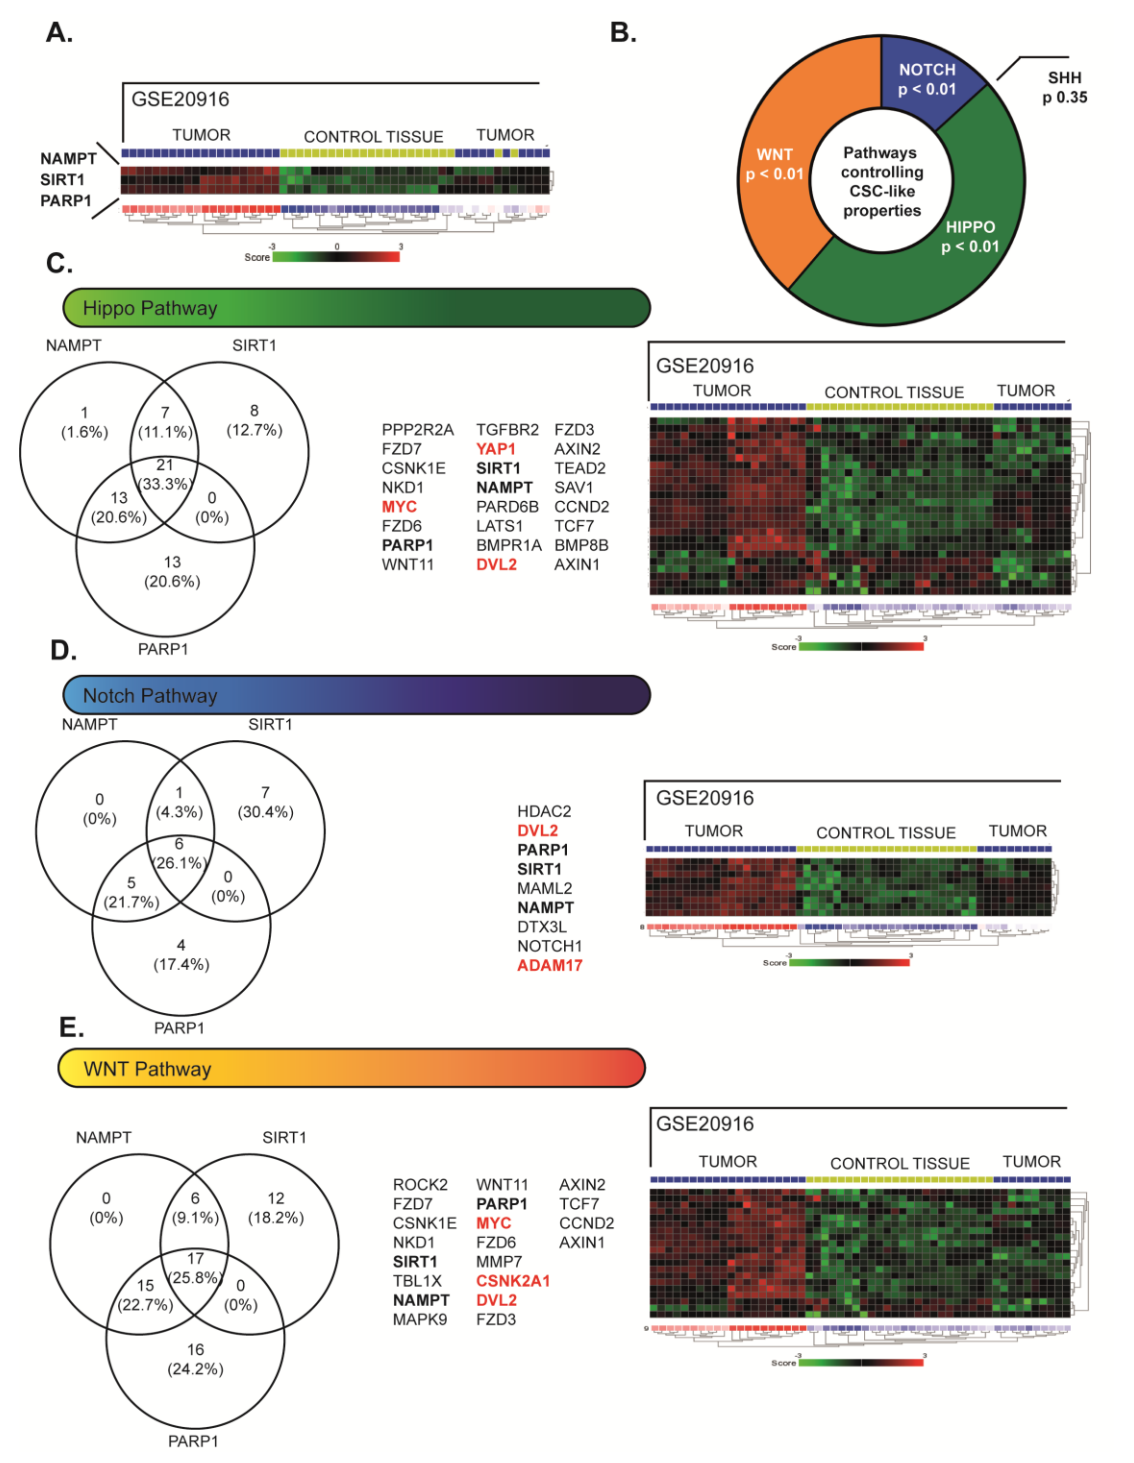 A.
GSE20916
TUMOR CONTROL TISSUE TUMOR
NAMPT
SIRT1
PARP1
-3 0 3
Score
B.
NOTCH
p < 0.01
SHH
p 0.35
WNT
p < 0.01
Pathways
controlling
CSC-like
properties
HIPPO
p < 0.01
C.
Hippo Pathway
NAMPT SIRT1
1
(1.6%)
7
(11.1%)
8
(12.7%)
21
(33.3%)
13
(20.6%)
0
(0%)
13
(20.6%)
PARP1
PPP2R2A TGFBR2 FZD3
FZD7 YAP1 AXIN2
CSNK1E SIRT1 TEAD2
NKD1 NAMPT SAV1
MYC PARD6B CCND2
FZD6 LATS1 TCF7
PARP1 BMPR1A BMP8B
WNT11 DVL2 AXIN1
GSE20916
TUMOR CONTROL TISSUE TUMOR
-3 3
Score
D.
Notch Pathway
NAMPT SIRT1
0
(0%)
1
(4.3%)
7
(30.4%)
6
(26.1%)
5
(21.7%)
0
(0%)
4
(17.4%)
PARP1
HDAC2
DVL2
PARP1
SIRT1
MAML2
NAMPT
DTX3L
NOTCH1
ADAM17
GSE20916
TUMOR CONTROL TISSUE TUMOR
-3 3
Score
E.
WNT Pathway
NAMPT SIRT1
0
(0%)
6
(9.1%)
12
(18.2%)
17
(25.8%)
15
(22.7%)
0
(0%)
16
(24.2%)
PARP1
ROCK2 WNT11 AXIN2
FZD7 PARP1 TCF7
CSNK1E MYC CCND2
NKD1 FZD6 AXIN1
SIRT1 MMP7
TBL1X CSNK2A1
NAMPT DVL2
MAPK9 FZD3
GSE20916
TUMOR CONTROL TISSUE TUMOR
-3 3
Score